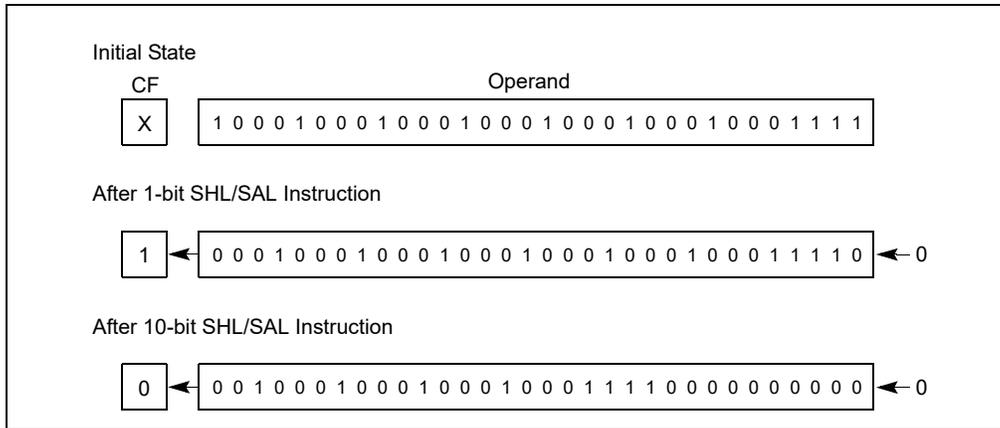 Initial State
CF Operand
X 1 0 0 0 1 0 0 0 1 0 0 0 1 0 0 0 1 0 0 0 1 0 0 0 1 0 0 0 1 1 1 1
After 1-bit SHL/SAL Instruction
1 0 0 0 1 0 0 0 1 0 0 0 1 0 0 0 1 0 0 0 1 0 0 0 1 0 0 0 1 1 1 1 0 0
After 10-bit SHL/SAL Instruction
0 0 0 1 0 0 0 1 0 0 0 1 0 0 0 1 0 0 0 1 1 1 1 0 0 0 0 0 0 0 0 0 0 0